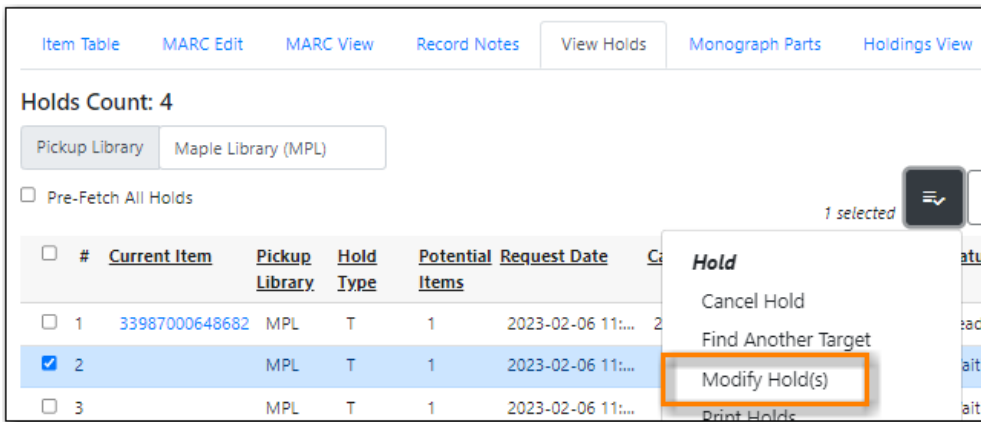 Item Table MARC Edit MARC View Record Notes View Holds Monograph Parts Holdings View
Holds Count: 4
Pickup Library Maple Library (MPL)
Pre-Fetch All Holds
1 selected
# Current Item Pickup Library Hold Type Potential Items Request Date
Hold
Cancel Hold
1 33987000648682 MPL T 1 2023-02-06 11:... 2
Find Another Target
2 MPL T 1 2023-02-06 11:...
Modify Hold(s)
3 MPL T 1 2023-02-06 11:...
Print Holds